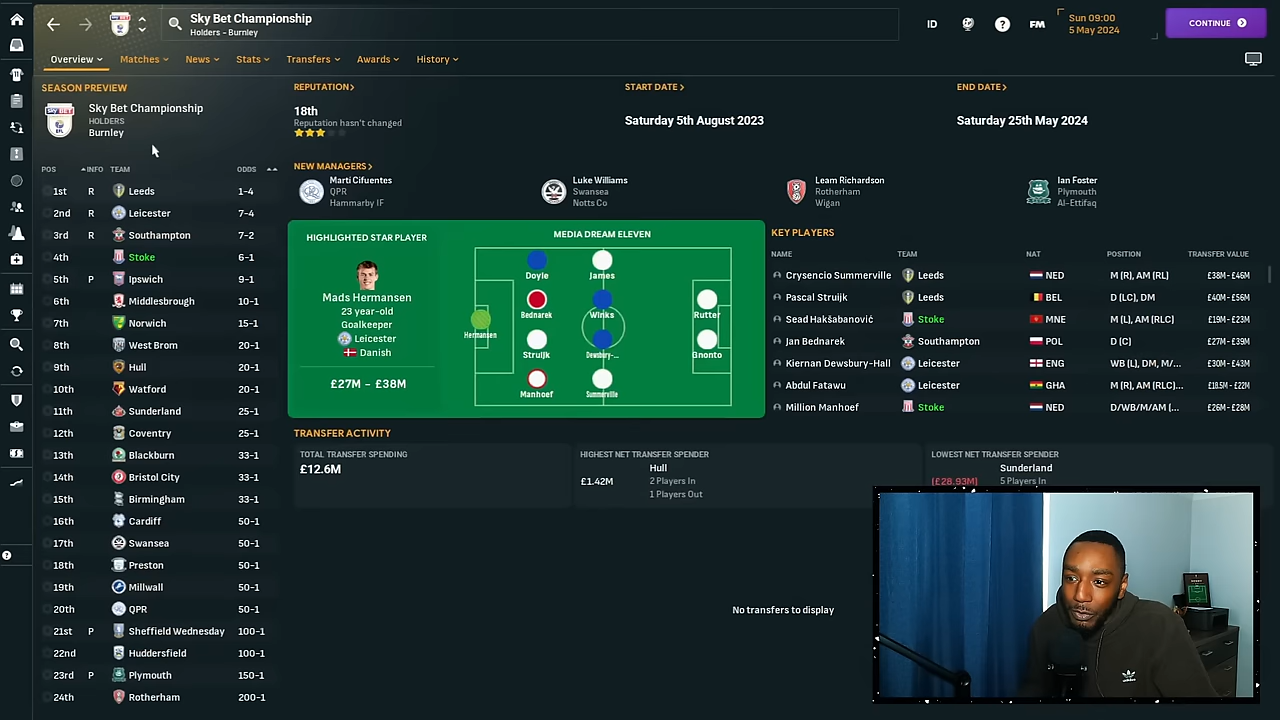 Sky Bet Championship
Holders - Burnley
ID
FM
Sun 09:00
5 May 2024
CONTINUE
Overview
Matches
News
Stats
Transfers
Awards
History
SEASON PREVIEW
Sky Bet Championship
HOLDERS
Burnley
REPUTATION>
18th
Reputation hasn't changed
START DATE>
Saturday 5th August 2023
END DATE>
Saturday 25th May 2024
NEW MANAGERS>
Martí Cifuentes
QPR
Hammarby IF
Luke Williams
Swansea
Notts Co
Leam Richardson
Rotherham
Wigan
Ian Foster
Plymouth
Al-Ettifaq
POS INFO TEAM ODDS
1st R Leeds 1-4
2nd R Leicester 7-4
3rd R Southampton 7-2
4th Stoke 6-1
5th P Ipswich 9-1
6th Middlesbrough 10-1
7th Norwich 15-1
8th West Brom 20-1
9th Hull 20-1
10th Watford 20-1
11th Sunderland 25-1
12th Coventry 25-1
13th Blackburn 33-1
14th Bristol City 33-1
15th Birmingham 33-1
16th Cardiff 50-1
17th Swansea 50-1
18th Preston 50-1
19th Millwall 50-1
20th QPR 50-1
21st P Sheffield Wednesday 100-1
22nd Huddersfield 100-1
23rd P Plymouth 150-1
24th Rotherham 200-1
HIGHLIGHTED STAR PLAYER
Mads Hermansen
23 year-old
Goalkeeper
Leicester
Danish
£27M - £38M
MEDIA DREAM ELEVEN
Doyle
James
Bednarek
Winks
Rutter
Hermansen
Struijk
Dewsbury-...
Gnonto
Manhoef
Summerville
KEY PLAYERS
NAME TEAM NAT POSITION TRANSFER VALUE
Crysencio Summerville Leeds NED M (R), AM (RL) £38M - £46M
Pascal Struijk Leeds BEL D (LC), DM £40M - £56M
Sead Hakšabanović Stoke MNE M (L), AM (RLC) £19M - £23M
Jan Bednarek Southampton POL D (C) £27M - £39M
Kiernan Dewsbury-Hall Leicester ENG WB (L), DM, M/... £30M - £43M
Abdul Fatawu Leicester GHA M (R), AM (RLC)... £18.5M - £22M
Million Manhoef Stoke NED D/WB/M/AM (... £26M - £28M
TRANSFER ACTIVITY
TOTAL TRANSFER SPENDING
£12.6M
HIGHEST NET TRANSFER SPENDER
Hull
£1.42M
2 Players In
1 Players Out
LOWEST NET TRANSFER SPENDER
Sunderland
(£28.93M)
5 Players In
No transfers to display